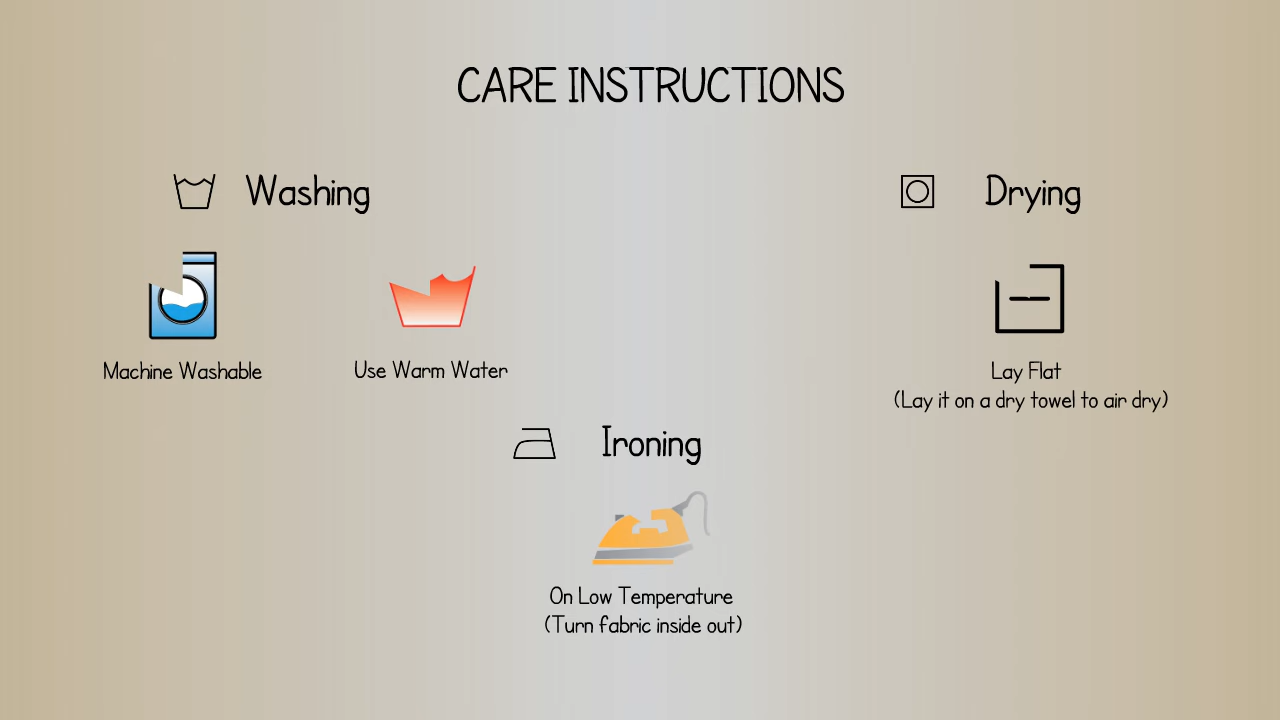 CARE INSTRUCTIONS
Washing
Machine Washable
Use Warm Water
Drying
Lay Flat
(Lay it on a dry towel to air dry)
Ironing
On Low Temperature
(Turn fabric inside out)